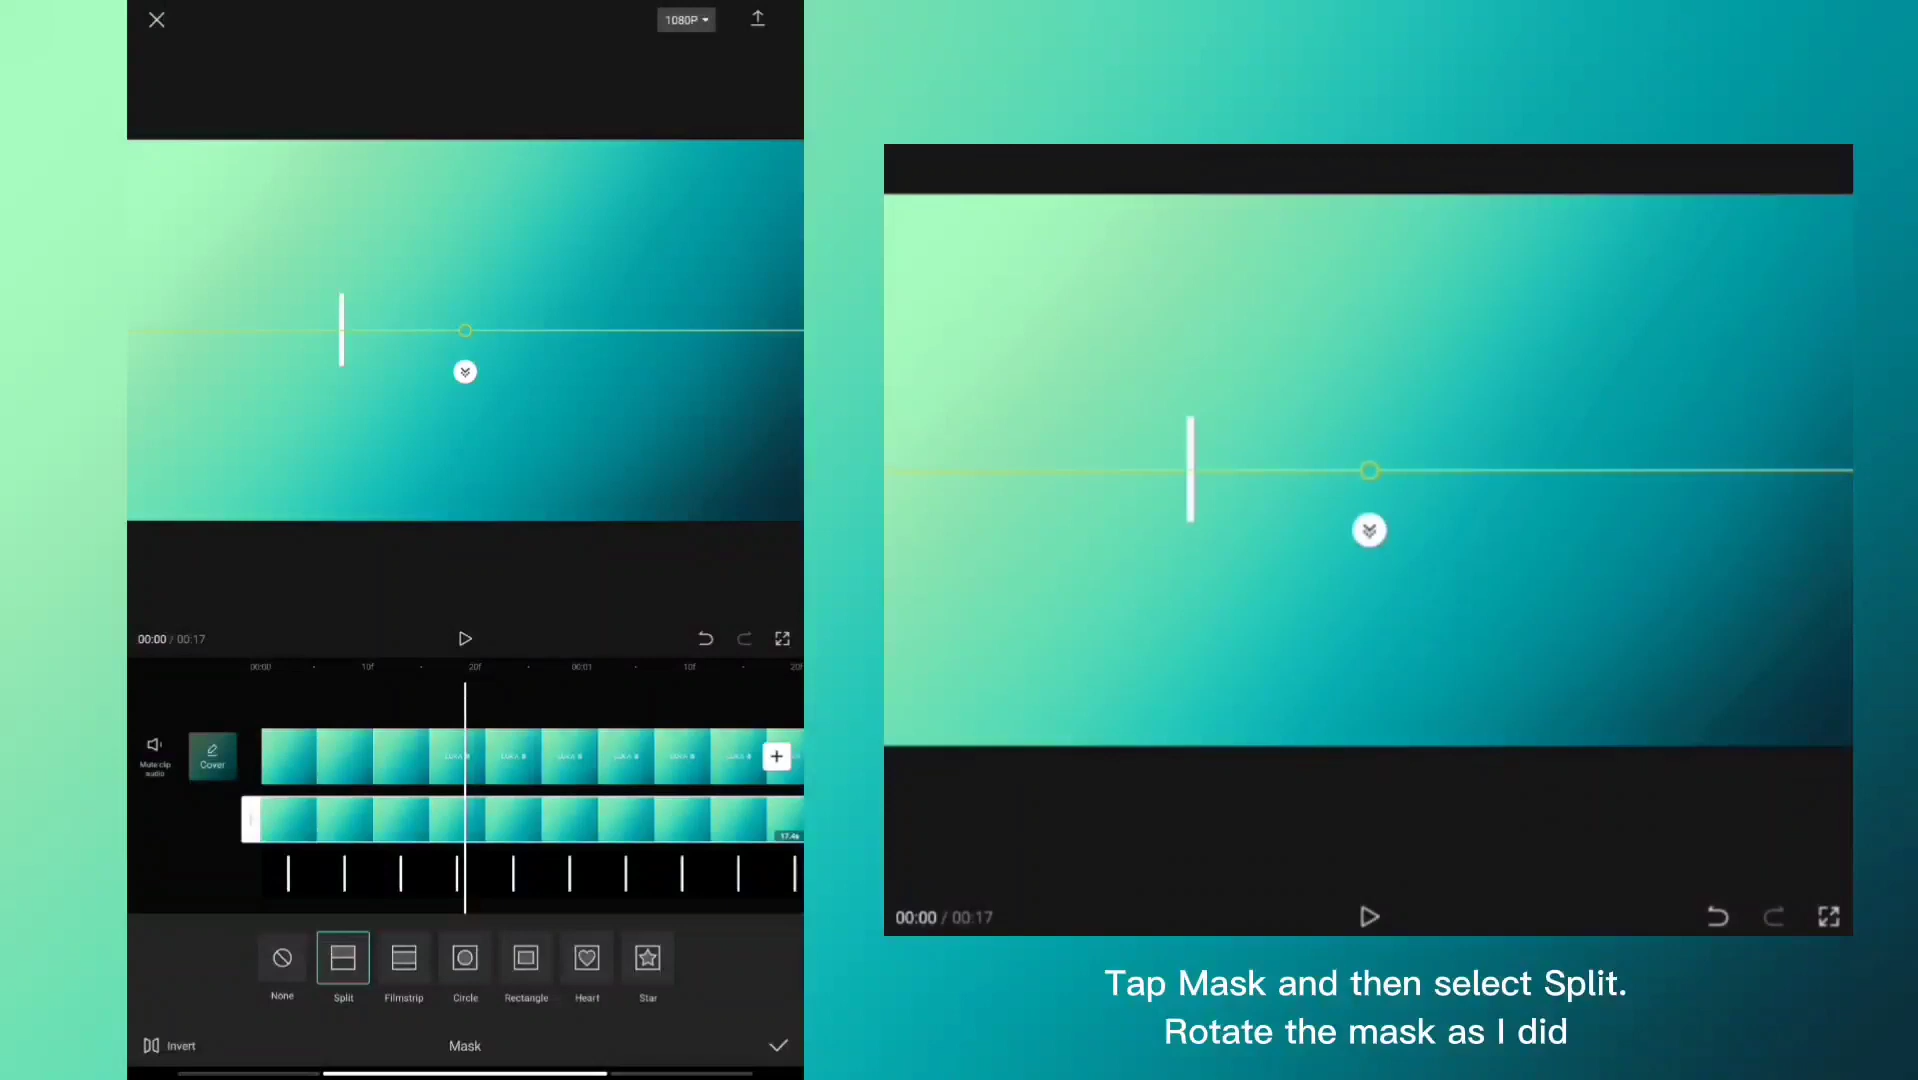 1080P
00:00 / 00:17
00:00 10f 20f 00:01 10f 20f
Mute clip
audio
Cover
17.4s
None
Split
Filmstrip
Circle
Rectangle
Heart
Star
Invert
Mask
00:00 / 00:17
Tap Mask and then select Split.
Rotate the mask as I did